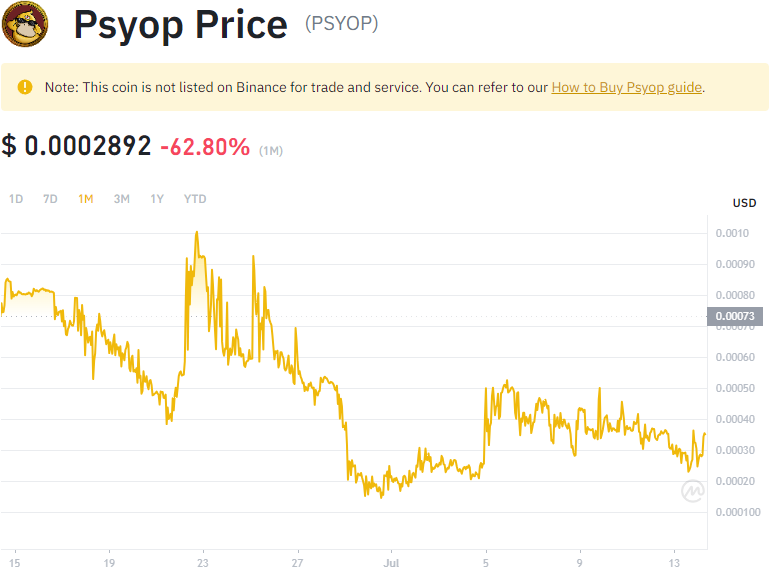 Psyop Price (PSYOP)
Note: This coin is not listed on Binance for trade and service. You can refer to our How to Buy Psyop guide.
$ 0.0002892 -62.80% (1M)
1D 7D 1M 3M 1Y YTD
USD
0.0010
0.00090
0.00080
0.00073
0.00070
0.00060
0.00050
0.00040
0.00030
0.00020
0.000100
15 19 23 27 Jul 5 9 13